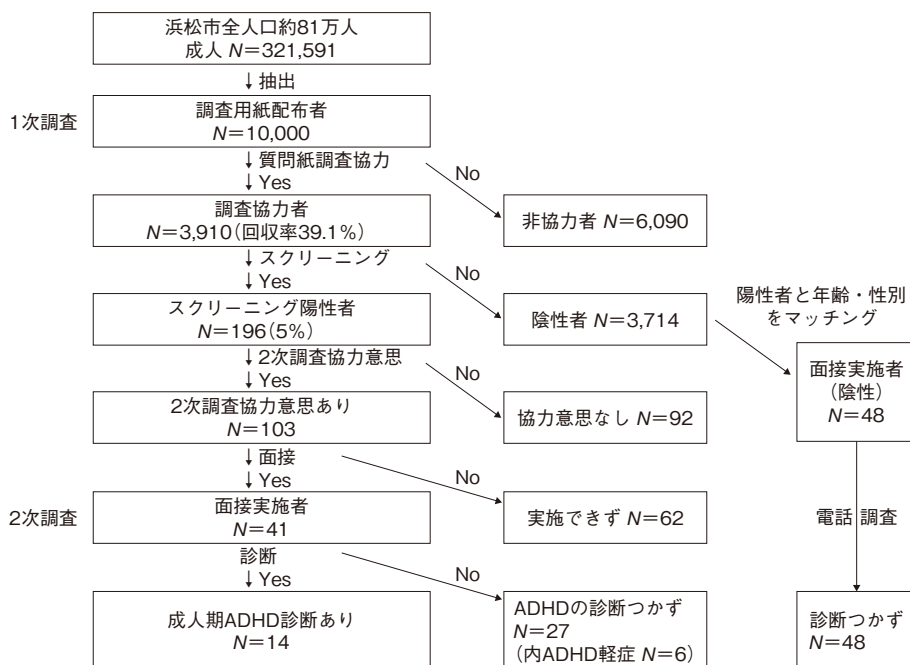 浜松市全人口約81万人
成人 N＝321,591
↓抽出
1次調査
調査用紙配布者
N＝10,000
↓質問紙調査協力
↓Yes
No
調査協力者
N＝3,910（回収率39.1％）
非協力者 N＝6,090
↓スクリーニング
↓Yes
No
スクリーニング陽性者
N＝196(5％)
陰性者 N＝3,714
陽性者と年齢・性別
をマッチング
↓2次調査協力意思
↓Yes
No
面接実施者
（陰性）
N＝48
2次調査協力意思あり
N＝103
協力意思なし N＝92
↓面接
↓Yes
No
2次調査
面接実施者
N＝41
実施できず N＝62
電話 調査
診断
↓Yes
No
成人期ADHD診断あり
N＝14
ADHDの診断つかず
N＝27
（内ADHD軽症 N＝6）
診断つかず
N＝48